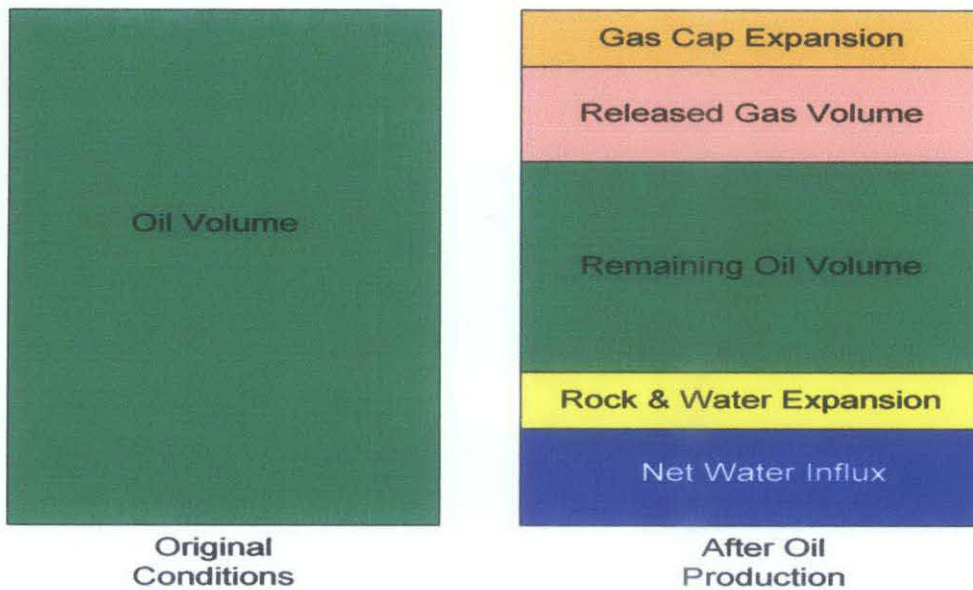 Oil Volume
Original
Conditions
Gas Cap Expansion
Released Gas Volume
Remaining Oil Volume
Rock & Water Expansion
Net Water Influx
After Oil
Production